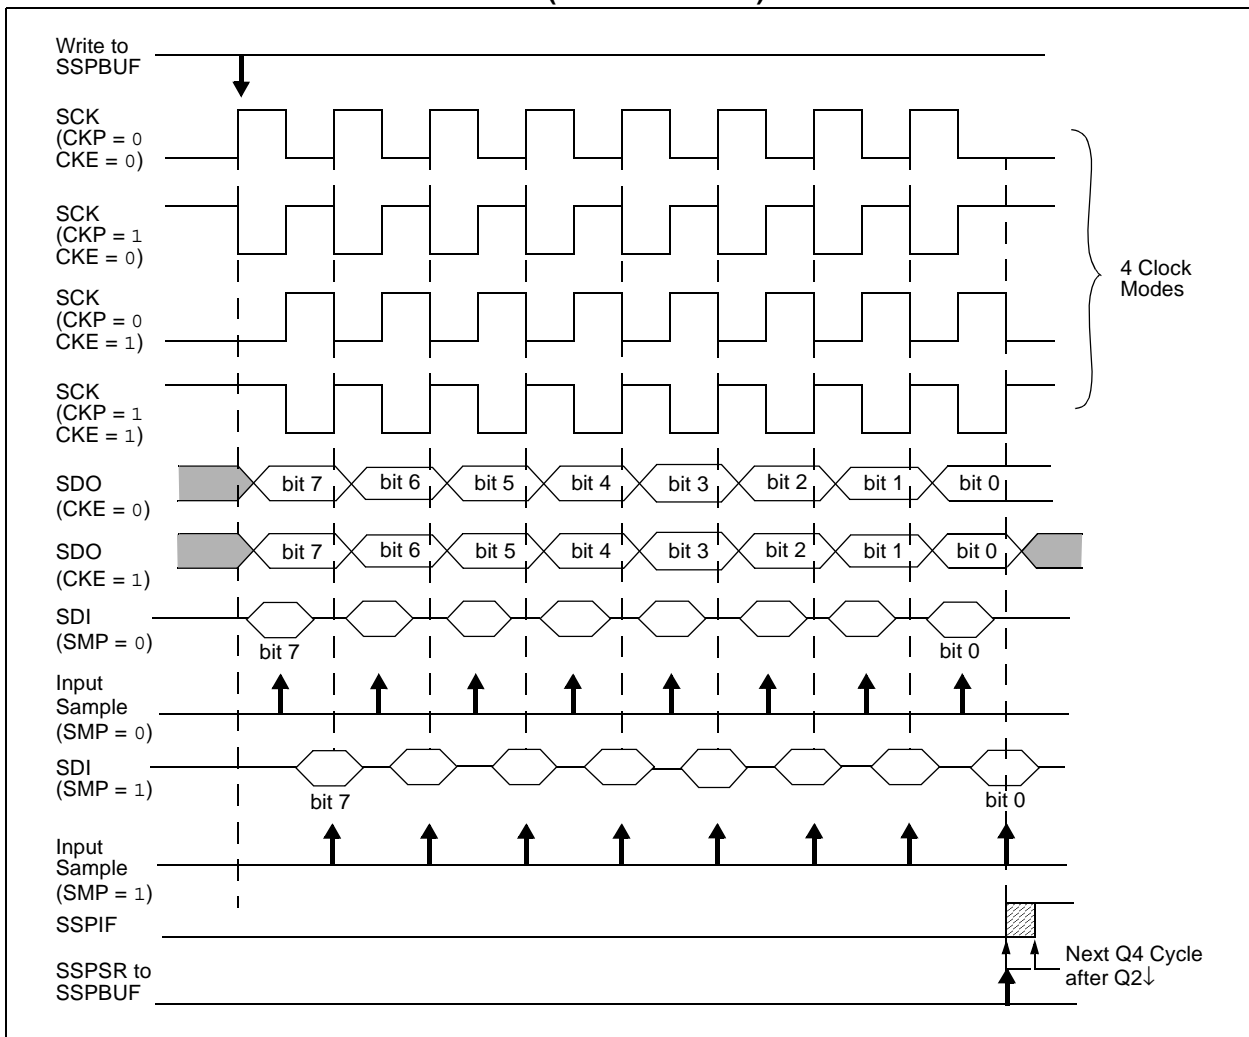 Write to
SSPBUF
SCK
(CKP = 0
CKE = 0)
SCK
(CKP = 1
CKE = 0)
SCK
(CKP = 0
CKE = 1)
SCK
(CKP = 1
CKE = 1)
4 Clock
Modes
SDO
(CKE = 0)
bit 7 bit 6 bit 5 bit 4 bit 3 bit 2 bit 1 bit 0
SDO
(CKE = 1)
bit 7 bit 6 bit 5 bit 4 bit 3 bit 2 bit 1 bit 0
SDI
(SMP = 0)
bit 7 bit 0
Input
Sample
(SMP = 0)
SDI
(SMP = 1)
bit 7 bit 0
Input
Sample
(SMP = 1)
SSPIF
Next Q4 Cycle
after Q2↓
SSPSR to
SSPBUF